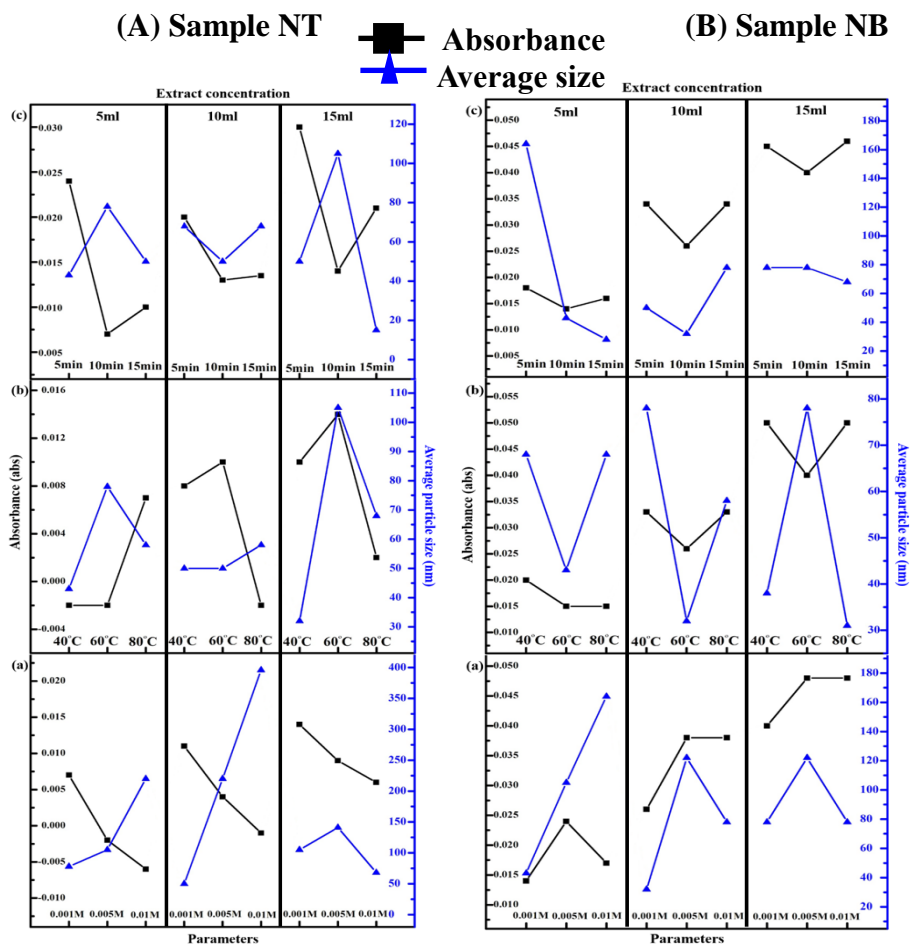 (A) Sample NT
Absorbance
Average size
(B) Sample NB
Extract concentration
(c)
5ml
10ml
15ml
0.030
0.025
0.020
0.015
0.010
0.005
120
100
80
60
40
20
0
5min 10min 15min
5min 10min 15min
5min 10min 15min
(b)
0.016
0.012
0.008
0.004
0.000
-0.004
110
100
90
80
70
60
50
40
30
40°C 60°C 80°C
40°C 60°C 80°C
40°C 60°C 80°C
Absorbance (abs)
Average particle size (nm)
(a)
0.020
0.015
0.010
0.005
0.000
-0.005
-0.010
400
350
300
250
200
150
100
50
0
0.001M 0.005M 0.01M
0.001M 0.005M 0.01M
0.001M 0.005M 0.01M
Parameters
Extract concentration
(c)
5ml
10ml
15ml
0.050
0.045
0.040
0.035
0.030
0.025
0.020
0.015
0.010
0.005
180
160
140
120
100
80
60
40
20
5min 10min 15min
5min 10min 15min
5min 10min 15min
(b)
0.055
0.050
0.045
0.040
0.035
0.030
0.025
0.020
0.015
0.010
80
70
60
50
40
30
40°C 60°C 80°C
40°C 60°C 80°C
40°C 60°C 80°C
Absorbance (abs)
Average particle size (nm)
(a)
0.050
0.045
0.040
0.035
0.030
0.025
0.020
0.015
0.010
180
160
140
120
100
80
60
40
20
0.001M 0.005M 0.01M
0.001M 0.005M 0.01M
0.001M 0.005M 0.01M
Parameters